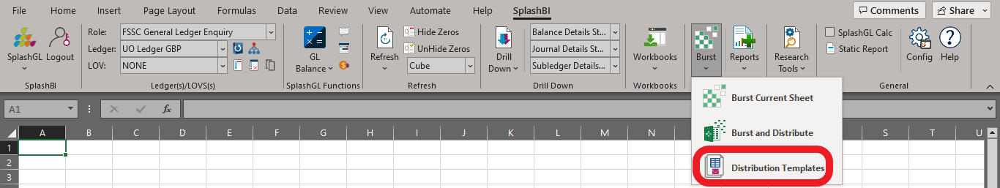 File Home Insert Page Layout Formulas Data Review View Automate Help SplashBI Comments Share
Role: FSSC General Ledger Enquiry Hide Zeros Balance Details St... SplashGL Calc
Ledger: UO Ledger GBP UnHide Zeros Journal Details St... Static Report
SplashGL Logout GL Refresh Drill Workbooks Burst Reports Research Config Help
LOV: NONE Balance Cube Down Subledger Details... Tools
SplashBI Ledger(s)/LOVS(s) SplashGL Functions Refresh Drill Down Workbooks General
Burst Current Sheet
A1 fx
Burst and Distribute
A B C D E F G H I J K L M N S T U
1
2
Distribution Templates
3